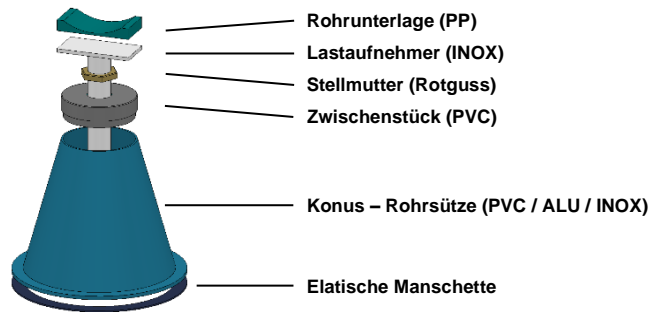 Rohrunterlage (PP)
Lastaufnehmer (INOX)
Stellmutter (Rotguss)
Zwischenstück (PVC)
Konus – Rohrsütze (PVC / ALU / INOX)
Elatische Manschette